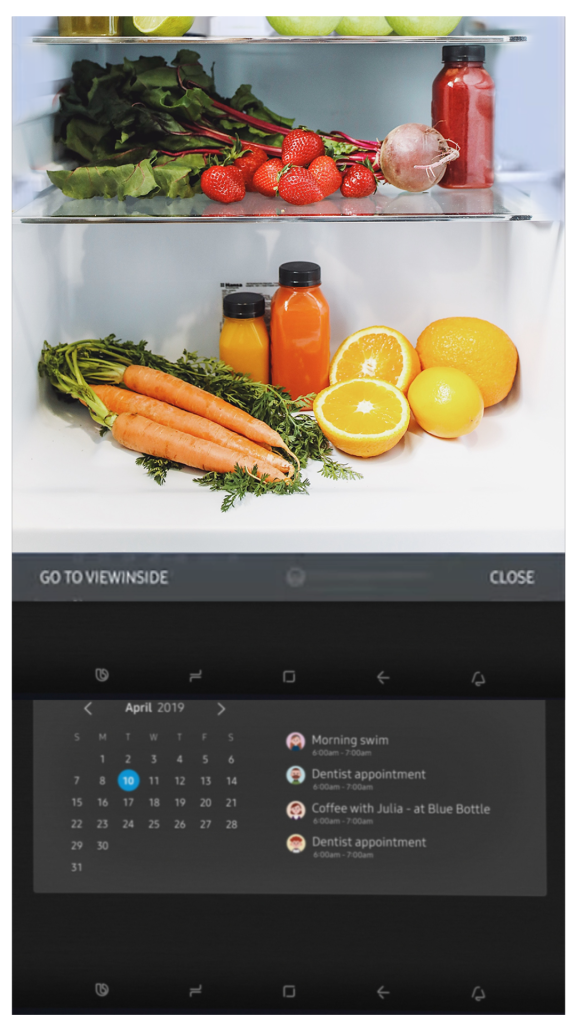 GO TO VIEWINSIDE
CLOSE
April 2019
S M T W T F S
1 2 3 4 5 6
7 8 10 11 12 13 14
15 16 17 18 19 20 21
22 23 24 25 26 27 28
29 30
31
Morning swim
6:00am - 7:00am
Dentist appointment
6:00am - 7:00am
Coffee with Julia - at Blue Bottle
6:00am - 7:00am
Dentist appointment
6:00am - 7:00am